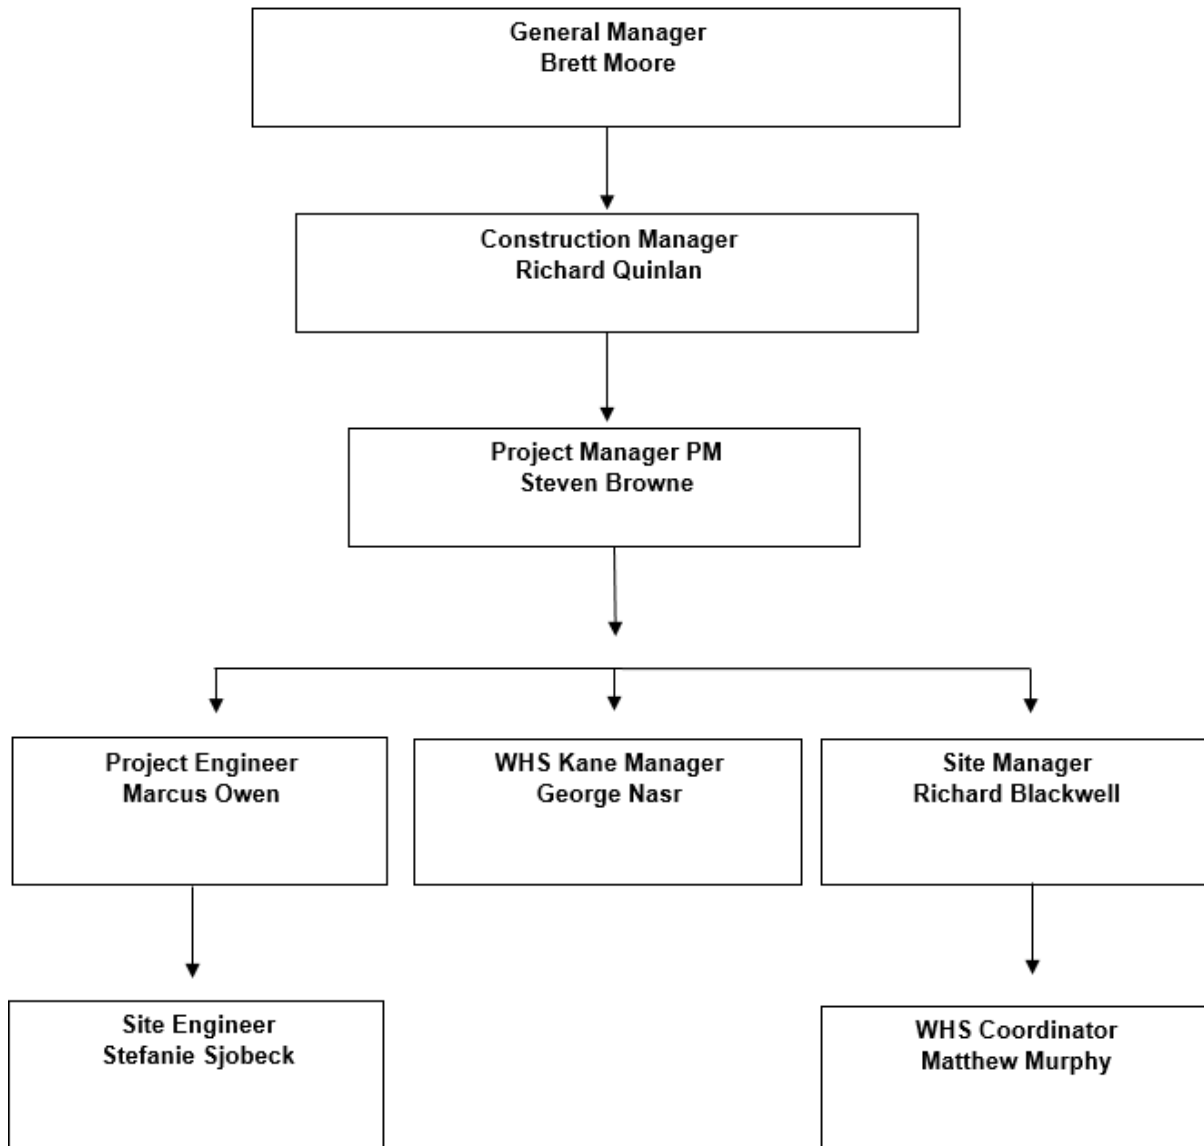 General Manager
Brett Moore
Construction Manager
Richard Quinlan
Project Manager PM
Steven Browne
Project Engineer
Marcus Owen
WHS Kane Manager
George Nasr
Site Manager
Richard Blackwell
Site Engineer
Stefanie Sjobeck
WHS Coordinator
Matthew Murphy